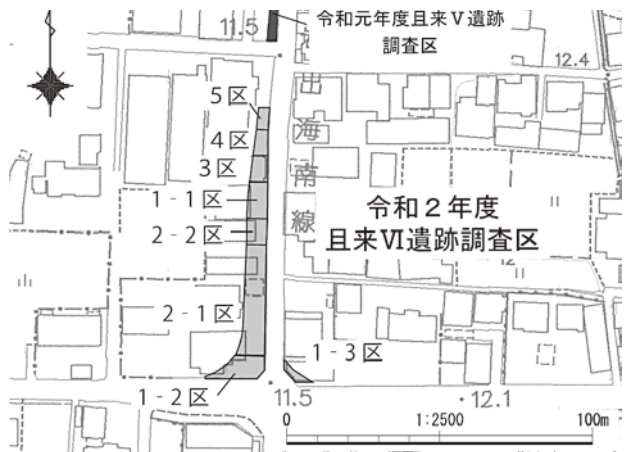 11.5
令和元年度且来Ⅴ遺跡
調査区
12.4
5区
出
4区
海
3区
南
1-1区
線
令和2年度
2-2区
且来Ⅵ遺跡調査区
12
2-1区
1-3区
1-2区
11.5
12.1
0
1:2500
100m